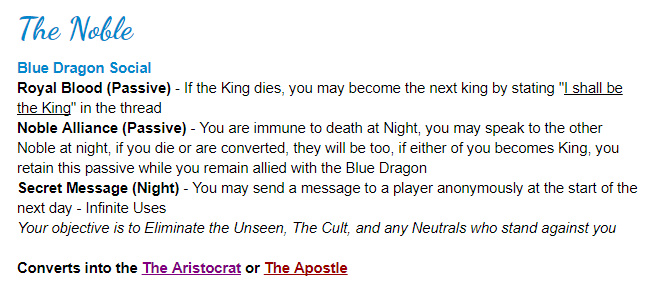 The Noble
Blue Dragon Social
Royal Blood (Passive) - If the King dies, you may become the next king by stating "I shall be
the King" in the thread
Noble Alliance (Passive) - You are immune to death at Night, you may speak to the other
Noble at night, if you die or are converted, they will be too, if either of you becomes King, you
retain this passive while you remain allied with the Blue Dragon
Secret Message (Night) - You may send a message to a player anonymously at the start of the
next day - Infinite Uses
Your objective is to Eliminate the Unseen, The Cult, and any Neutrals who stand against you
Converts into the The Aristocrat or The Apostle